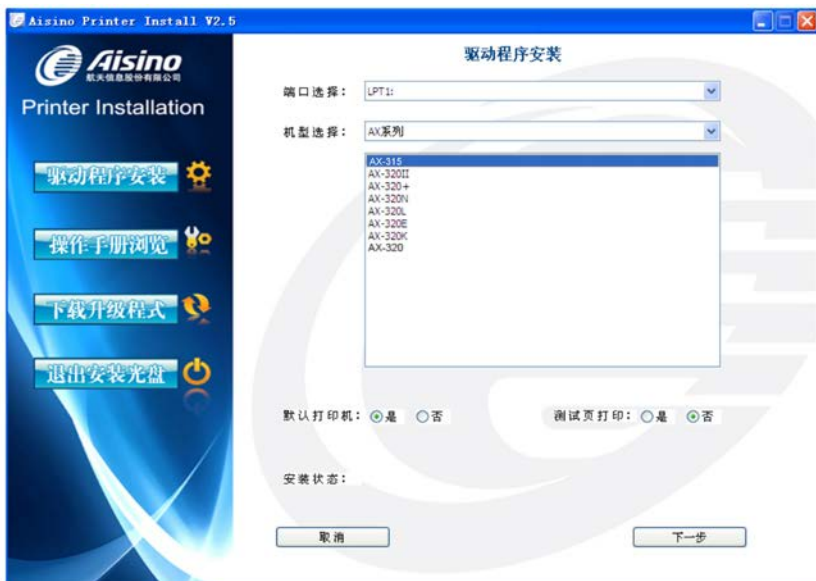 Aisino Printer Install V2.5
Aisino
航天信息股份有限公司
Printer Installation
驱动程序安装
操作手册浏览
下载升级程式
退出安装光盘
驱动程序安装
端口选择： LPT1:
机型选择： AX系列
AX-315
AX-320II
AX-320+
AX-320N
AX-320L
AX-320E
AX-320K
AX-320
默认打印机： 是 否 测试页打印： 是 否
安装状态：
取消 下一步